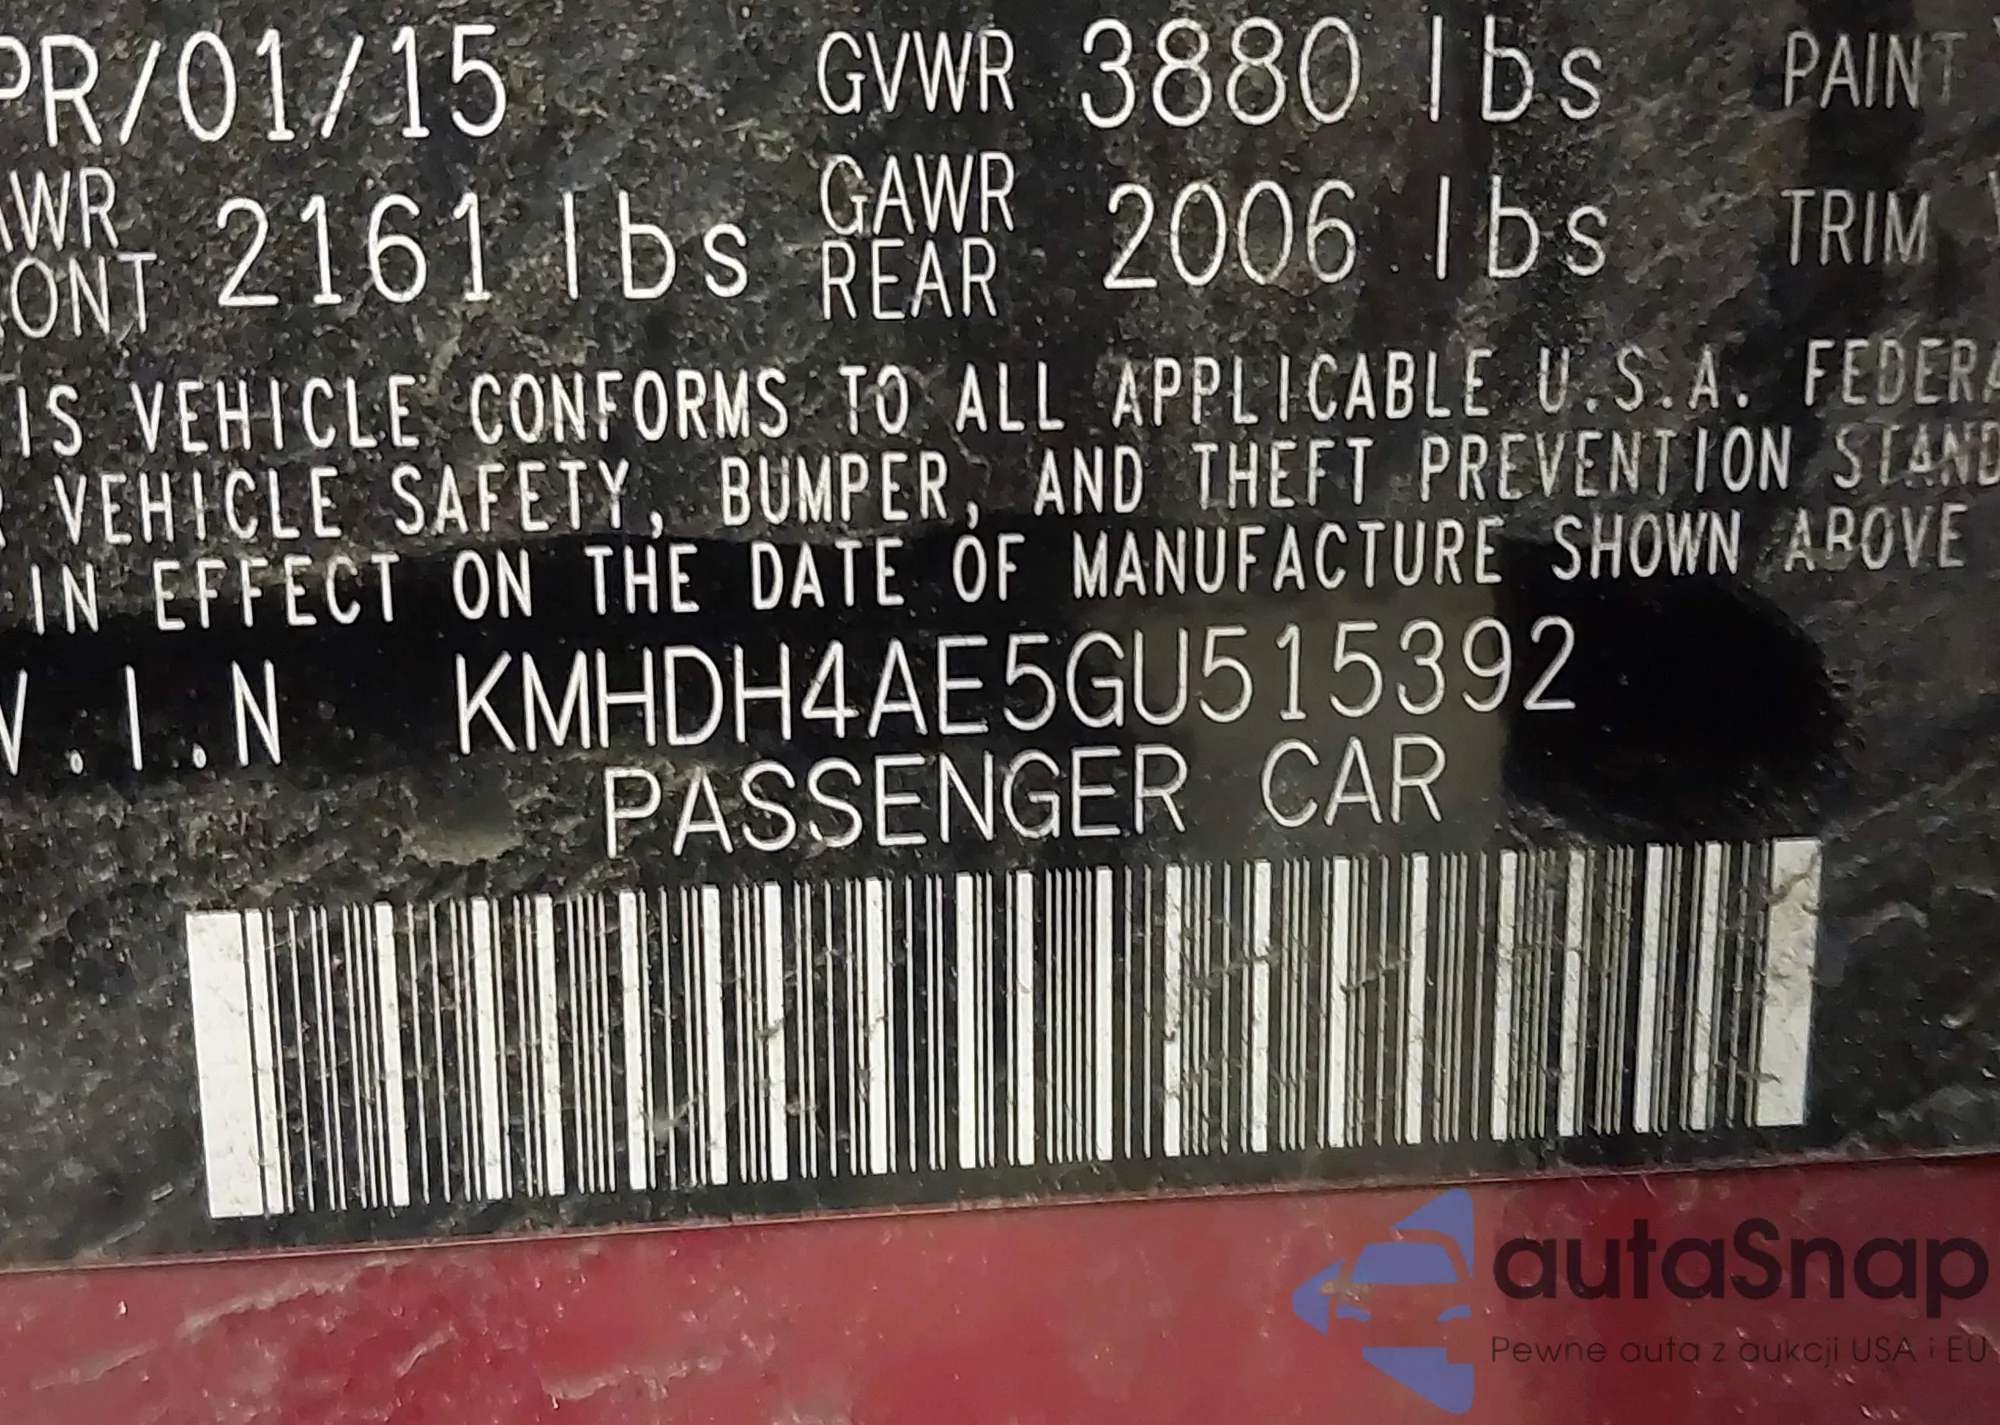 PR/01/15 GVWR 3880 lbs PAINT
AWR FRONT 2161 lbs GAWR REAR 2006 lbs TRIM
IS VEHICLE CONFORMS TO ALL APPLICABLE U.S.A. FEDERA
R VEHICLE SAFETY, BUMPER, AND THEFT PREVENTION STAND
IN EFFECT ON THE DATE OF MANUFACTURE SHOWN ABOVE
V.I.N KMHDH4AE5GU515392
PASSENGER CAR
autaSnap
Pewne auta z aukcji USA i EU